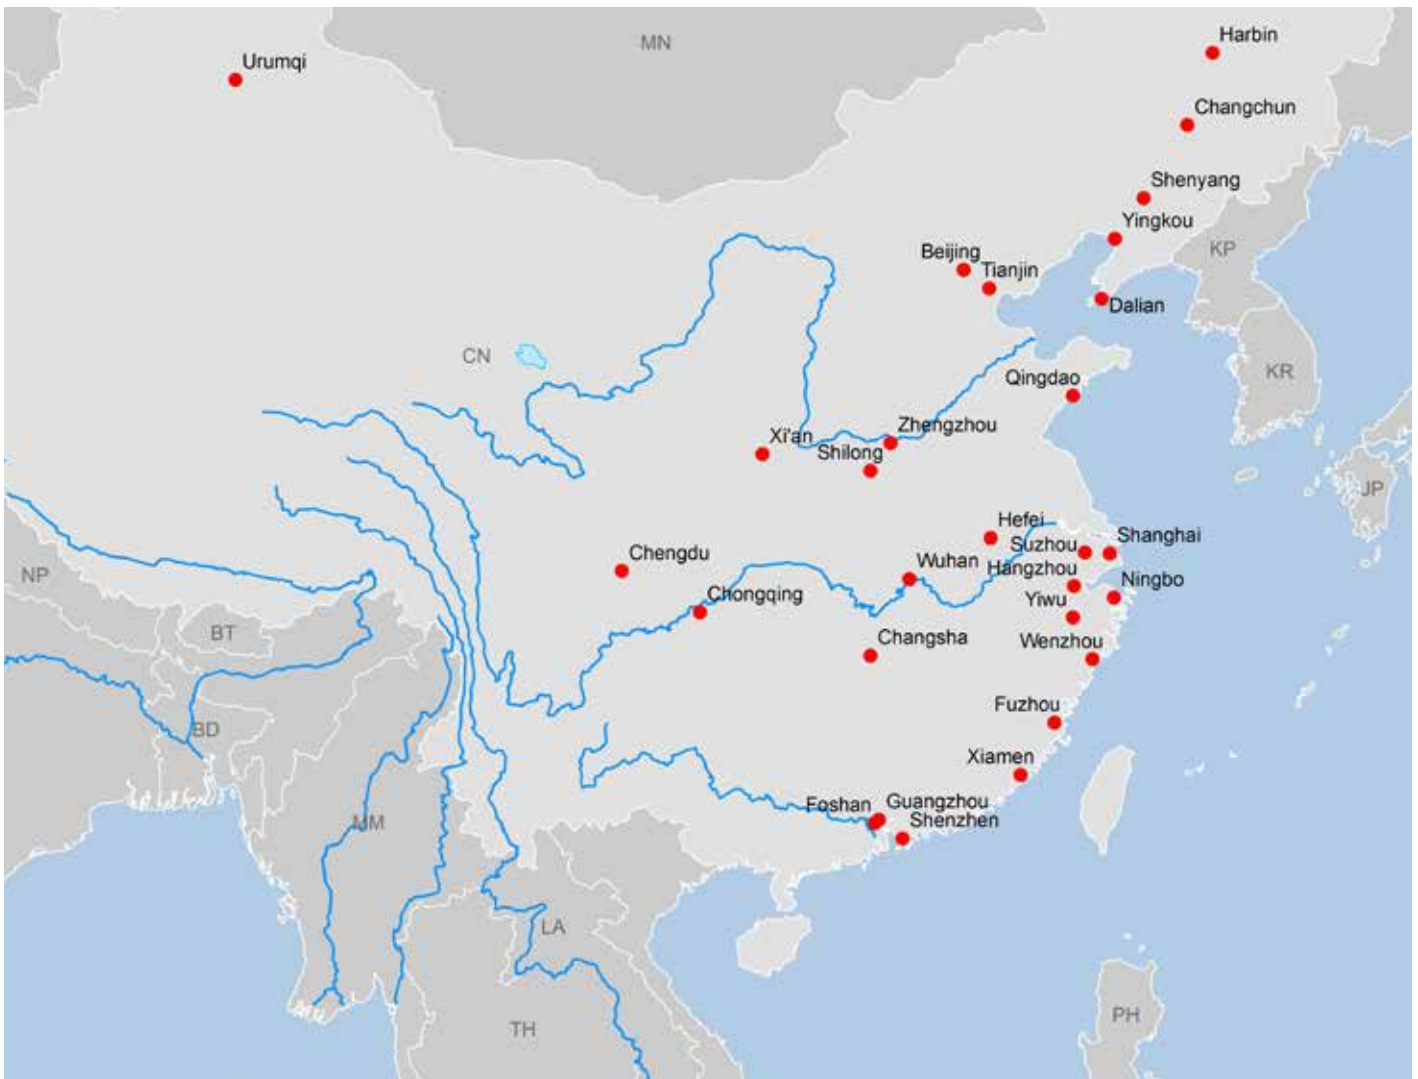 MN
Urumqi
Harbin
Changchun
Shenyang
Yingkou
Beijing
Tianjin
KP
Dalian
CN
Qingdao
KR
Zhengzhou
Xi'an
Shilong
JP
Hefei
Suzhou
Shanghai
Chengdu
Wuhan
Hangzhou
NP
Chongqing
Yiwu
Ningbo
BT
Changsha
Wenzhou
Fuzhou
BD
Xiamen
Foshan
Guangzhou
MM
Shenzhen
LA
TH
PH